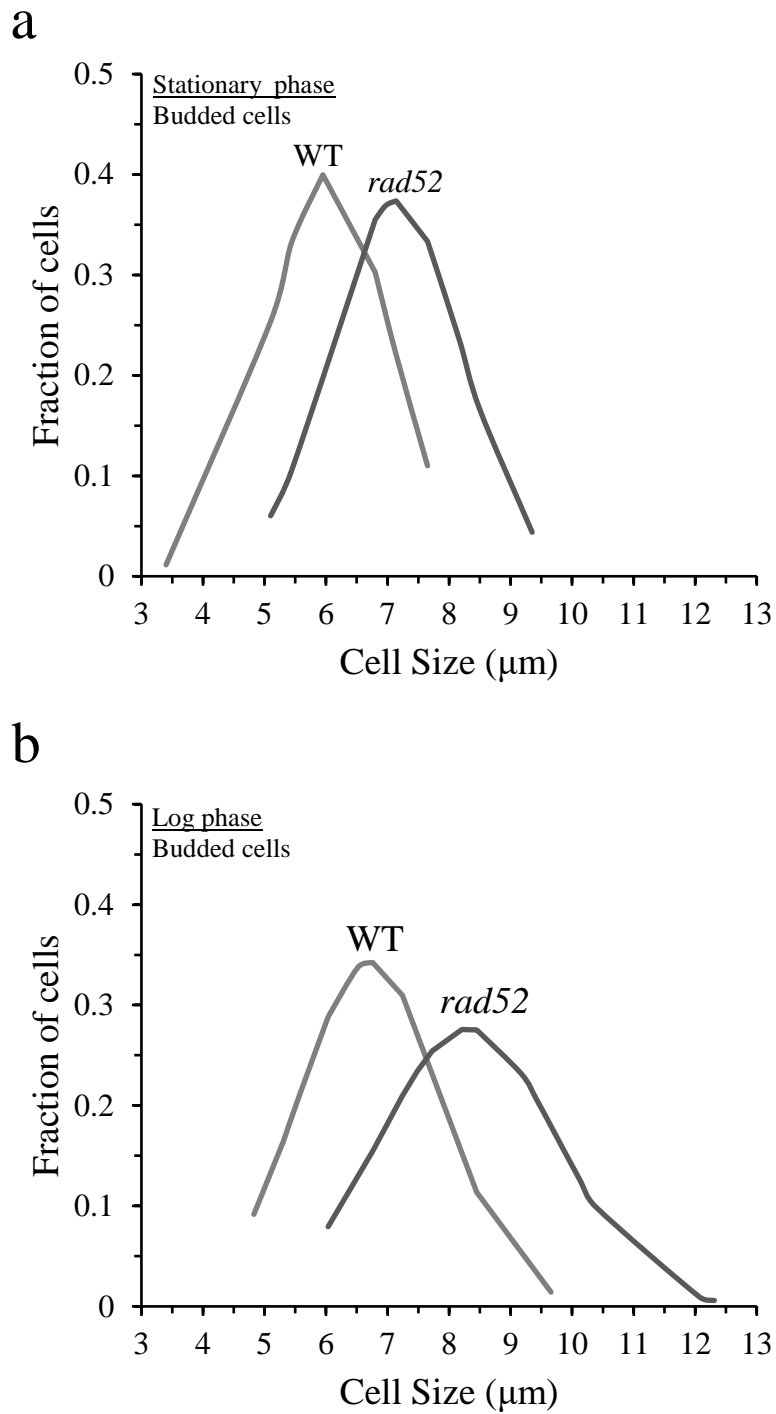 a
Stationary phase
Budded cells
WT
rad52
Fraction of cells
0.5
0.4
0.3
0.2
0.1
0
3 4 5 6 7 8 9 10 11 12 13
Cell Size (μm)
b
Log phase
Budded cells
WT
rad52
Fraction of cells
0.5
0.4
0.3
0.2
0.1
0
3 4 5 6 7 8 9 10 11 12 13
Cell Size (μm)